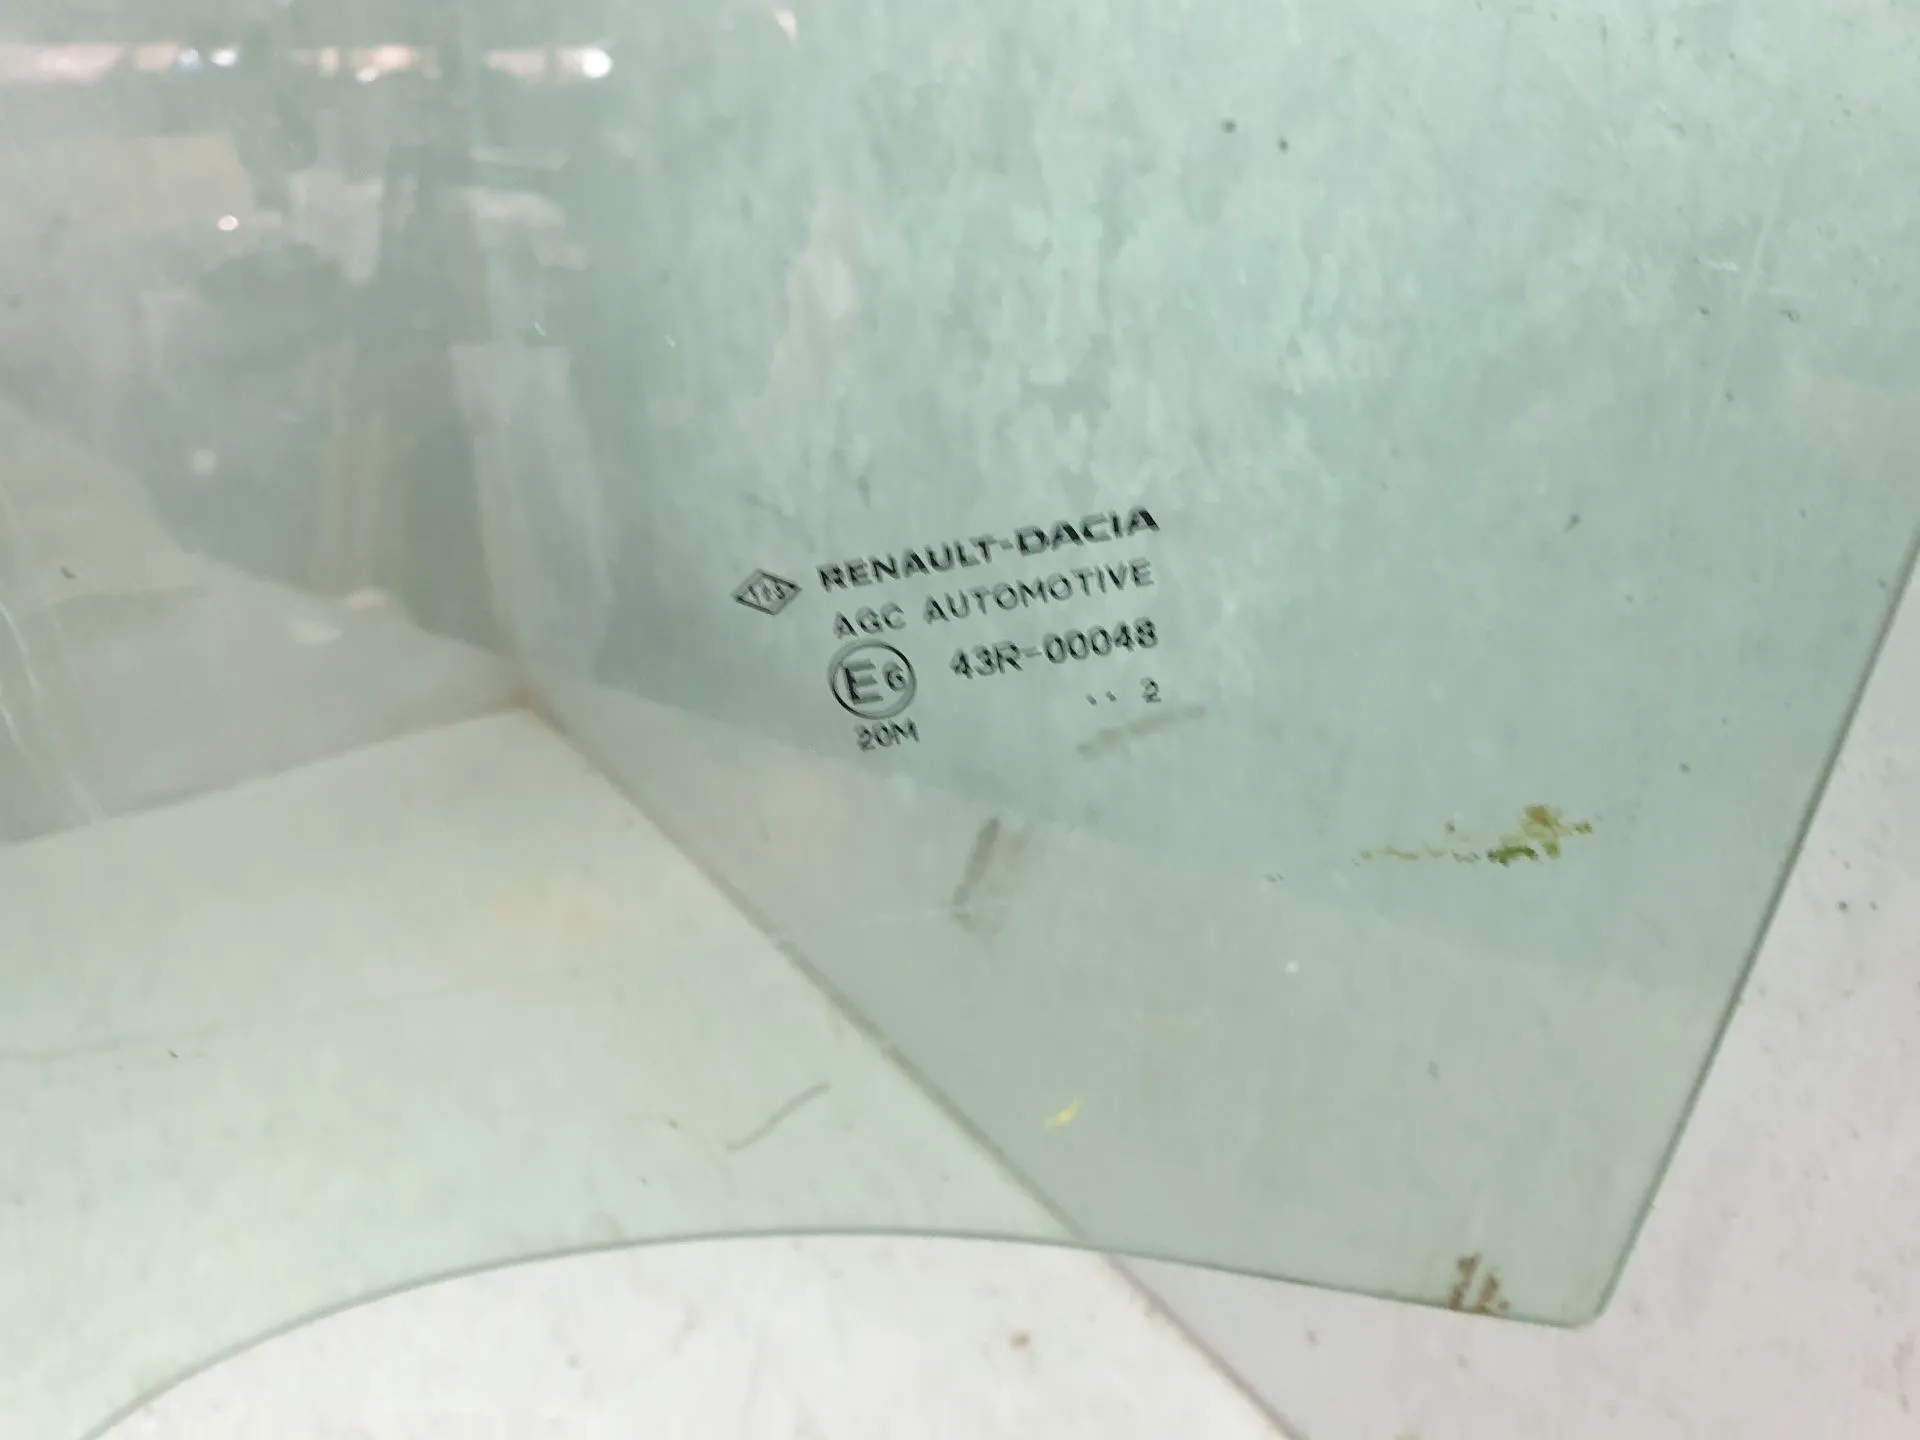 RENAULT-DACIA
AGC AUTOMOTIVE
E6 43R-00048
.. 2
20M